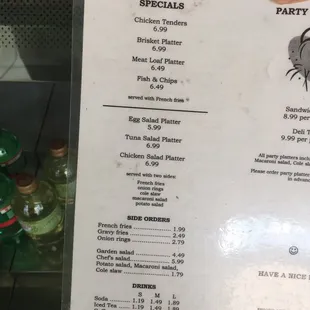 SPECIALS
Chicken Tenders
6.99
Brisket Platter
6.99
Meat Loaf Platter
6.49
Fish & Chips
6.49
served with French fries
Egg Salad Platter
5.99
Tuna Salad Platter
6.99
Chicken Salad Platter
6.99
served with two sides:
French fries
onion rings
cole slaw
macaroni salad
potato salad
SIDE ORDERS
French fries 1.99
Gravy fries 2.49
Onion rings 2.79
Garden salad 4.49
Chef's salad 5.99
Potato salad, Macaroni salad,
Cole slaw 1.79
DRINKS
S M L
Soda 1.19 1.49 1.89
Iced Tea 1.19 1.49 1.89
PARTY
Sandwic
8.99 per
Deli T
9.99 per
All party platters includ
Macaroni salad, Cole sl
Please order party platter
in advanc
HAVE A NICE